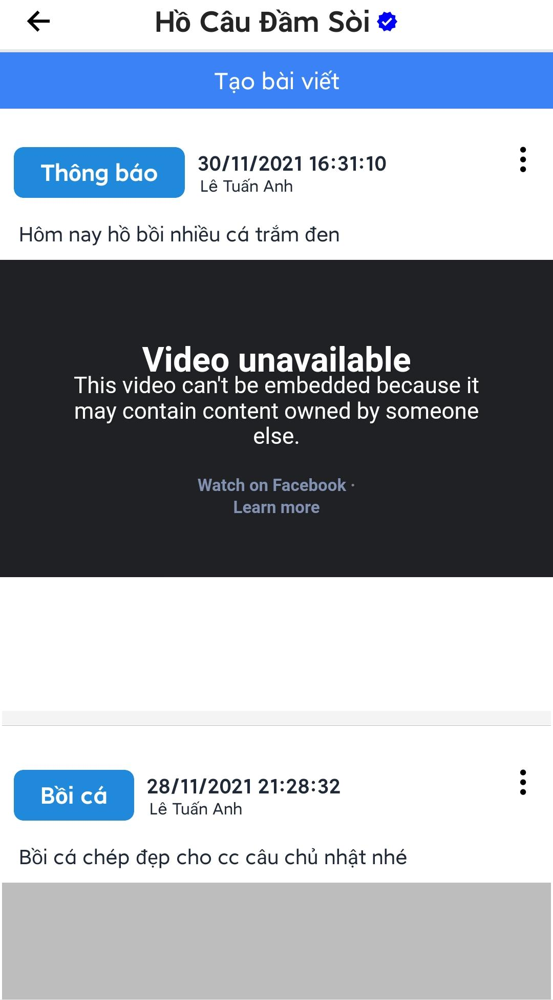 Hồ Câu Đầm Sòi
Tạo bài viết
Thông báo
30/11/2021 16:31:10
Lê Tuấn Anh
Hôm nay hồ bồi nhiều cá trắm đen
Video unavailable
This video can't be embedded because it
may contain content owned by someone
else.
Watch on Facebook ·
Learn more
Bồi cá
28/11/2021 21:28:32
Lê Tuấn Anh
Bồi cá chép đẹp cho cc câu chủ nhật nhé